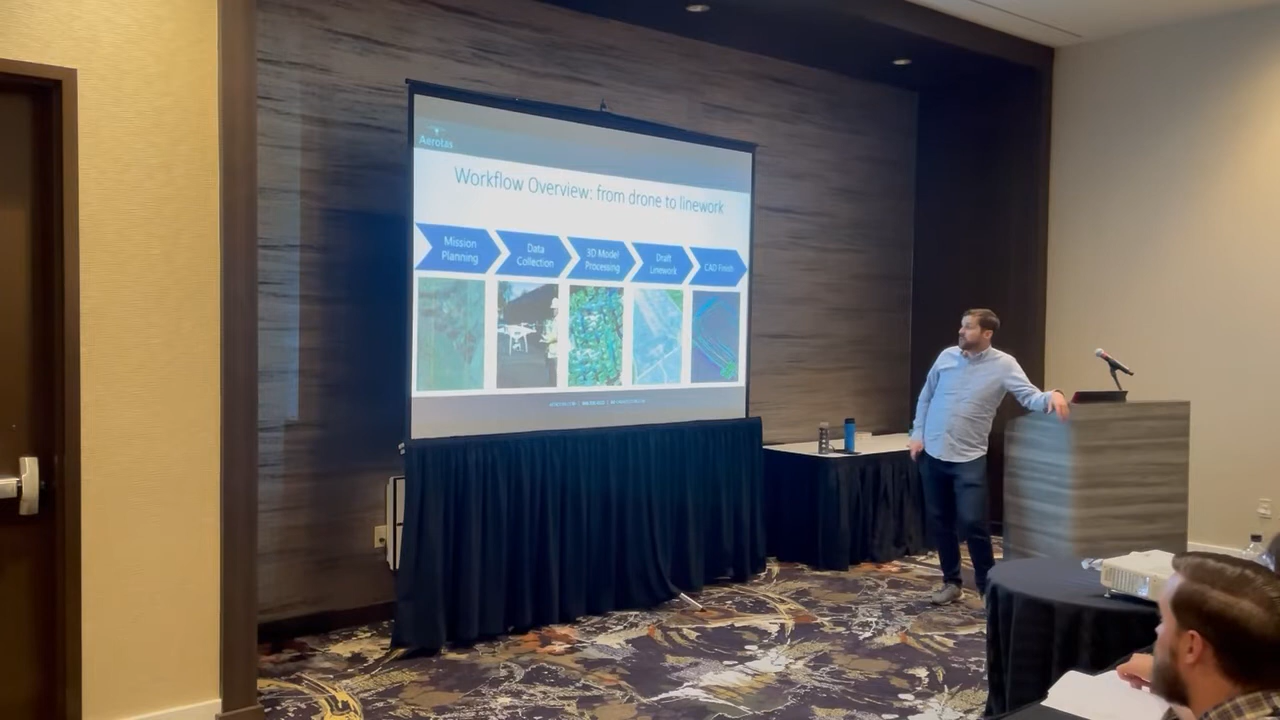 Aerotas
Workflow Overview: from drone to linework
Mission
Planning
Data
Collection
3D Model
Processing
Draft
Linework
CAD Finish